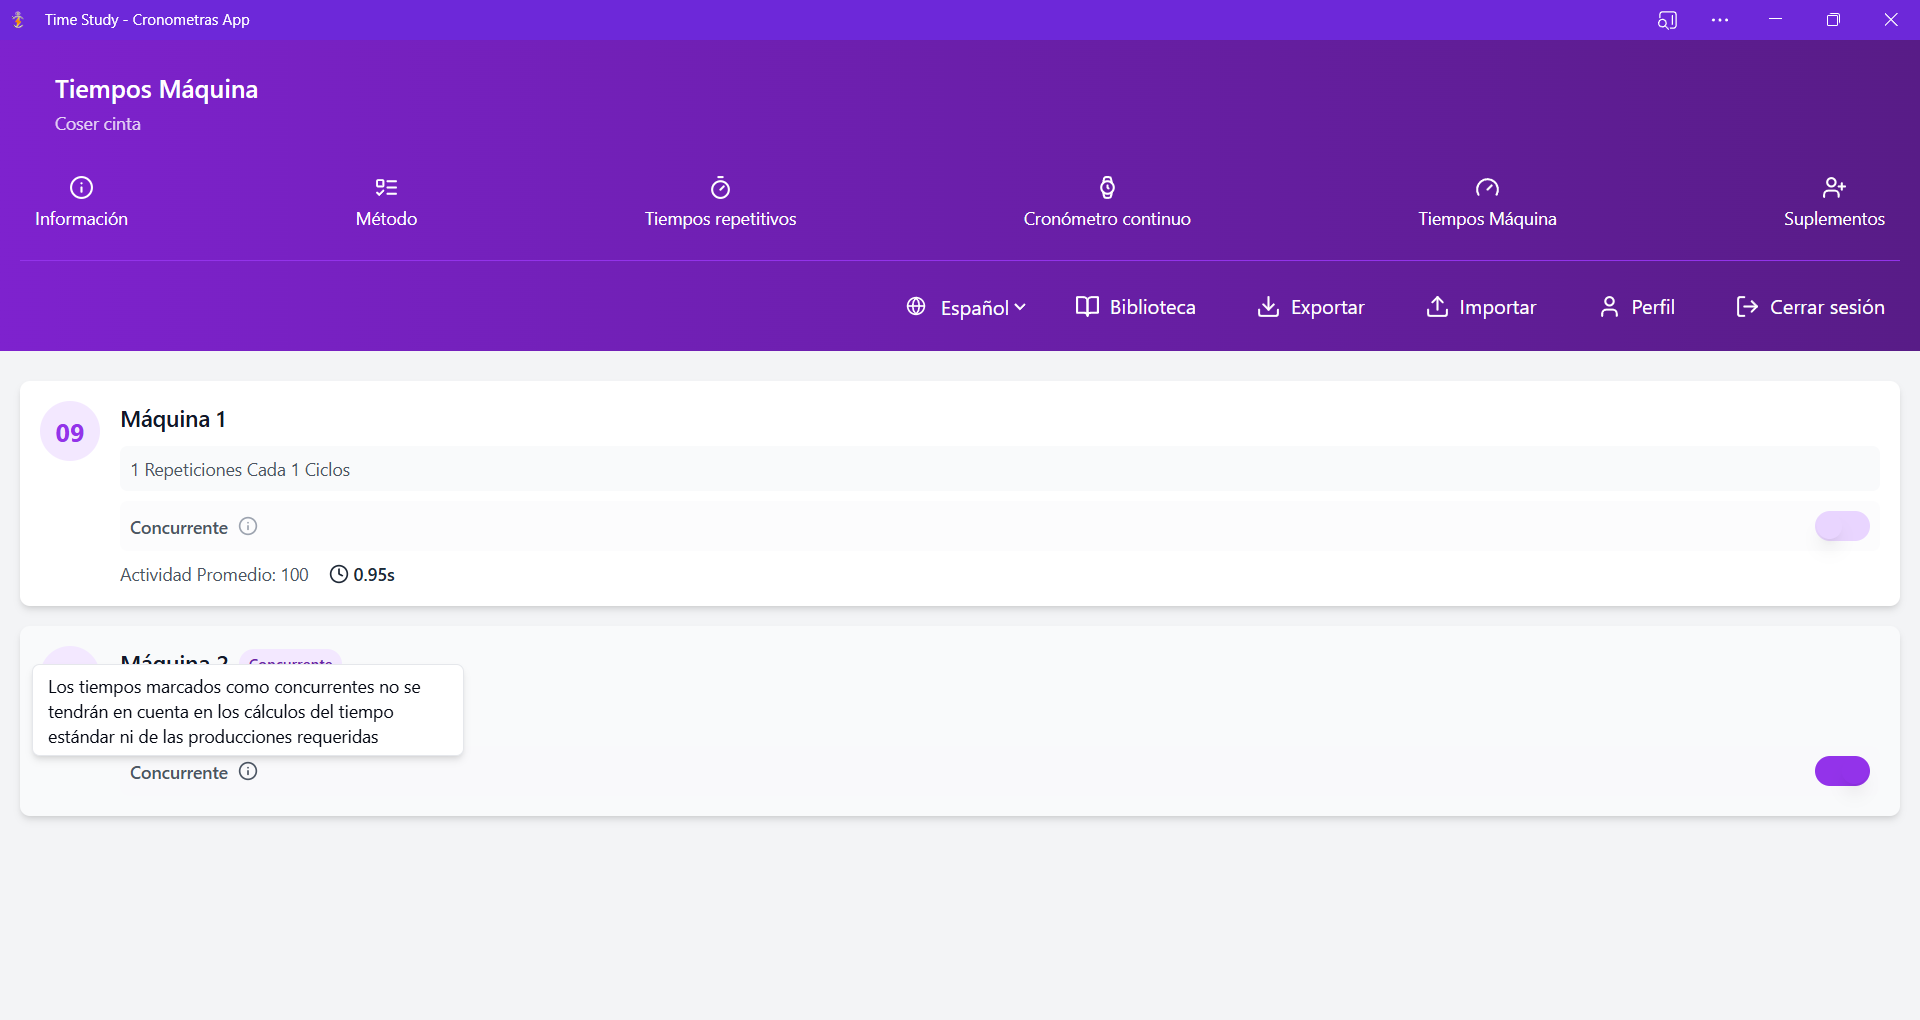 Time Study - Cronometras App
Tiempos Máquina
Coser cinta
Información
Método
Tiempos repetitivos
Cronómetro continuo
Tiempos Máquina
Suplementos
Español
Biblioteca
Exportar
Importar
Perfil
Cerrar sesión
09
Máquina 1
1 Repeticiones Cada 1 Ciclos
Concurrente
Actividad Promedio: 100 0.95s
Máquina 2 Concurrente
Los tiempos marcados como concurrentes no se
tendrán en cuenta en los cálculos del tiempo
estándar ni de las producciones requeridas
Concurrente